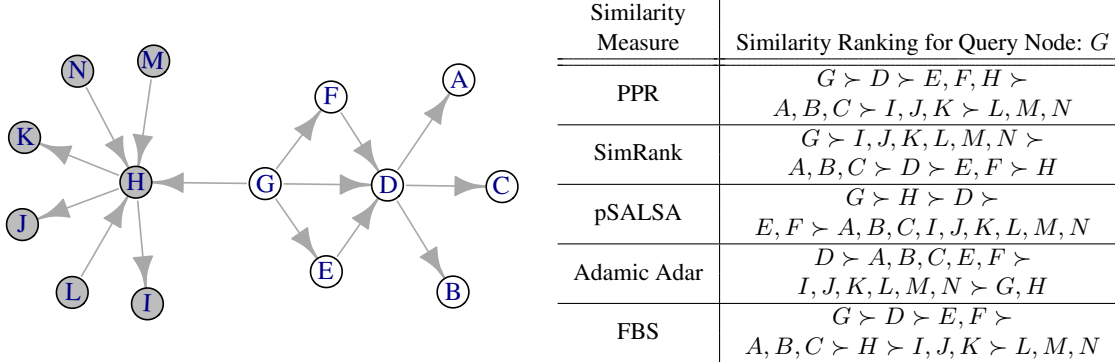 N
M
K
H
J
L
I
F
G
D
E
A
C
B
Similarity
Measure
Similarity Ranking for Query Node: G
PPR
G ≻ D ≻ E, F, H ≻
A, B, C ≻ I, J, K ≻ L, M, N
SimRank
G ≻ I, J, K, L, M, N ≻
A, B, C ≻ D ≻ E, F ≻ H
pSALSA
G ≻ H ≻ D ≻
E, F ≻ A, B, C, I, J, K, L, M, N
Adamic Adar
D ≻ A, B, C, E, F ≻
I, J, K, L, M, N ≻ G, H
FBS
G ≻ D ≻ E, F ≻
A, B, C ≻ H ≻ I, J, K ≻ L, M, N